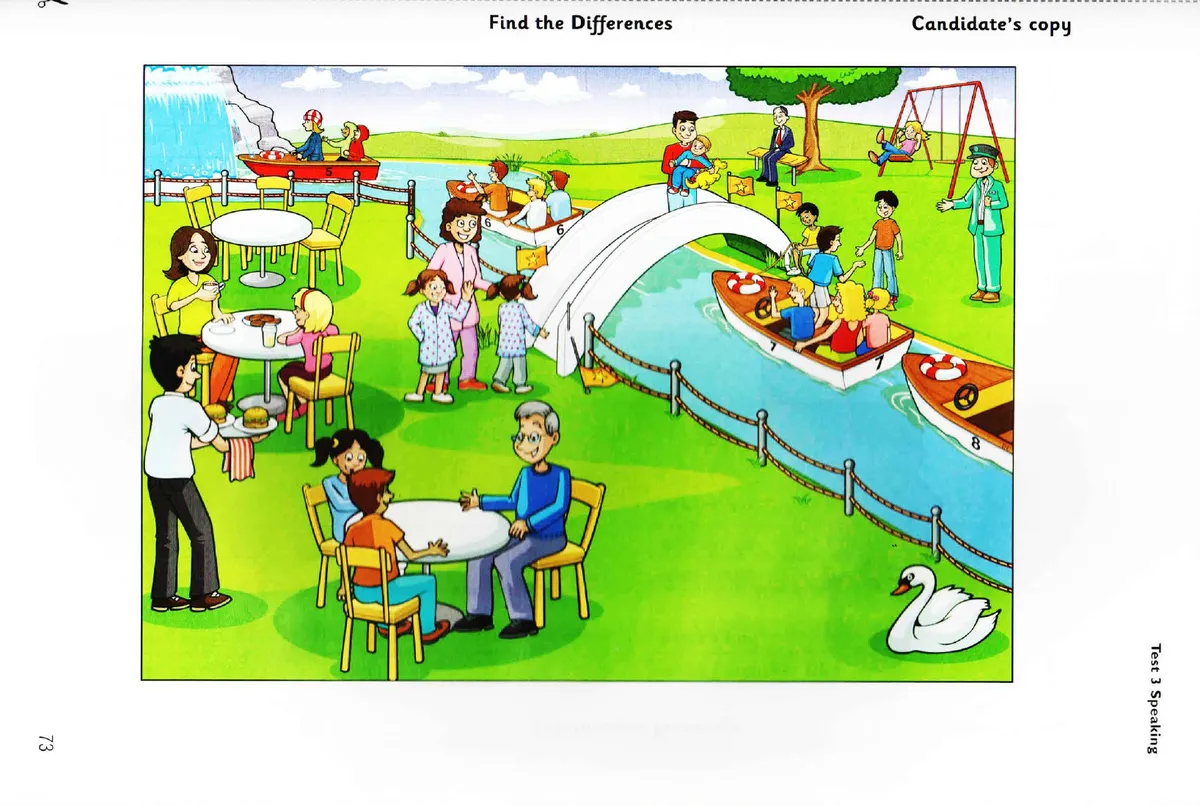 Find the Differences
Candidate's copy
5
6
6
7
7
8
Test 3 Speaking
73